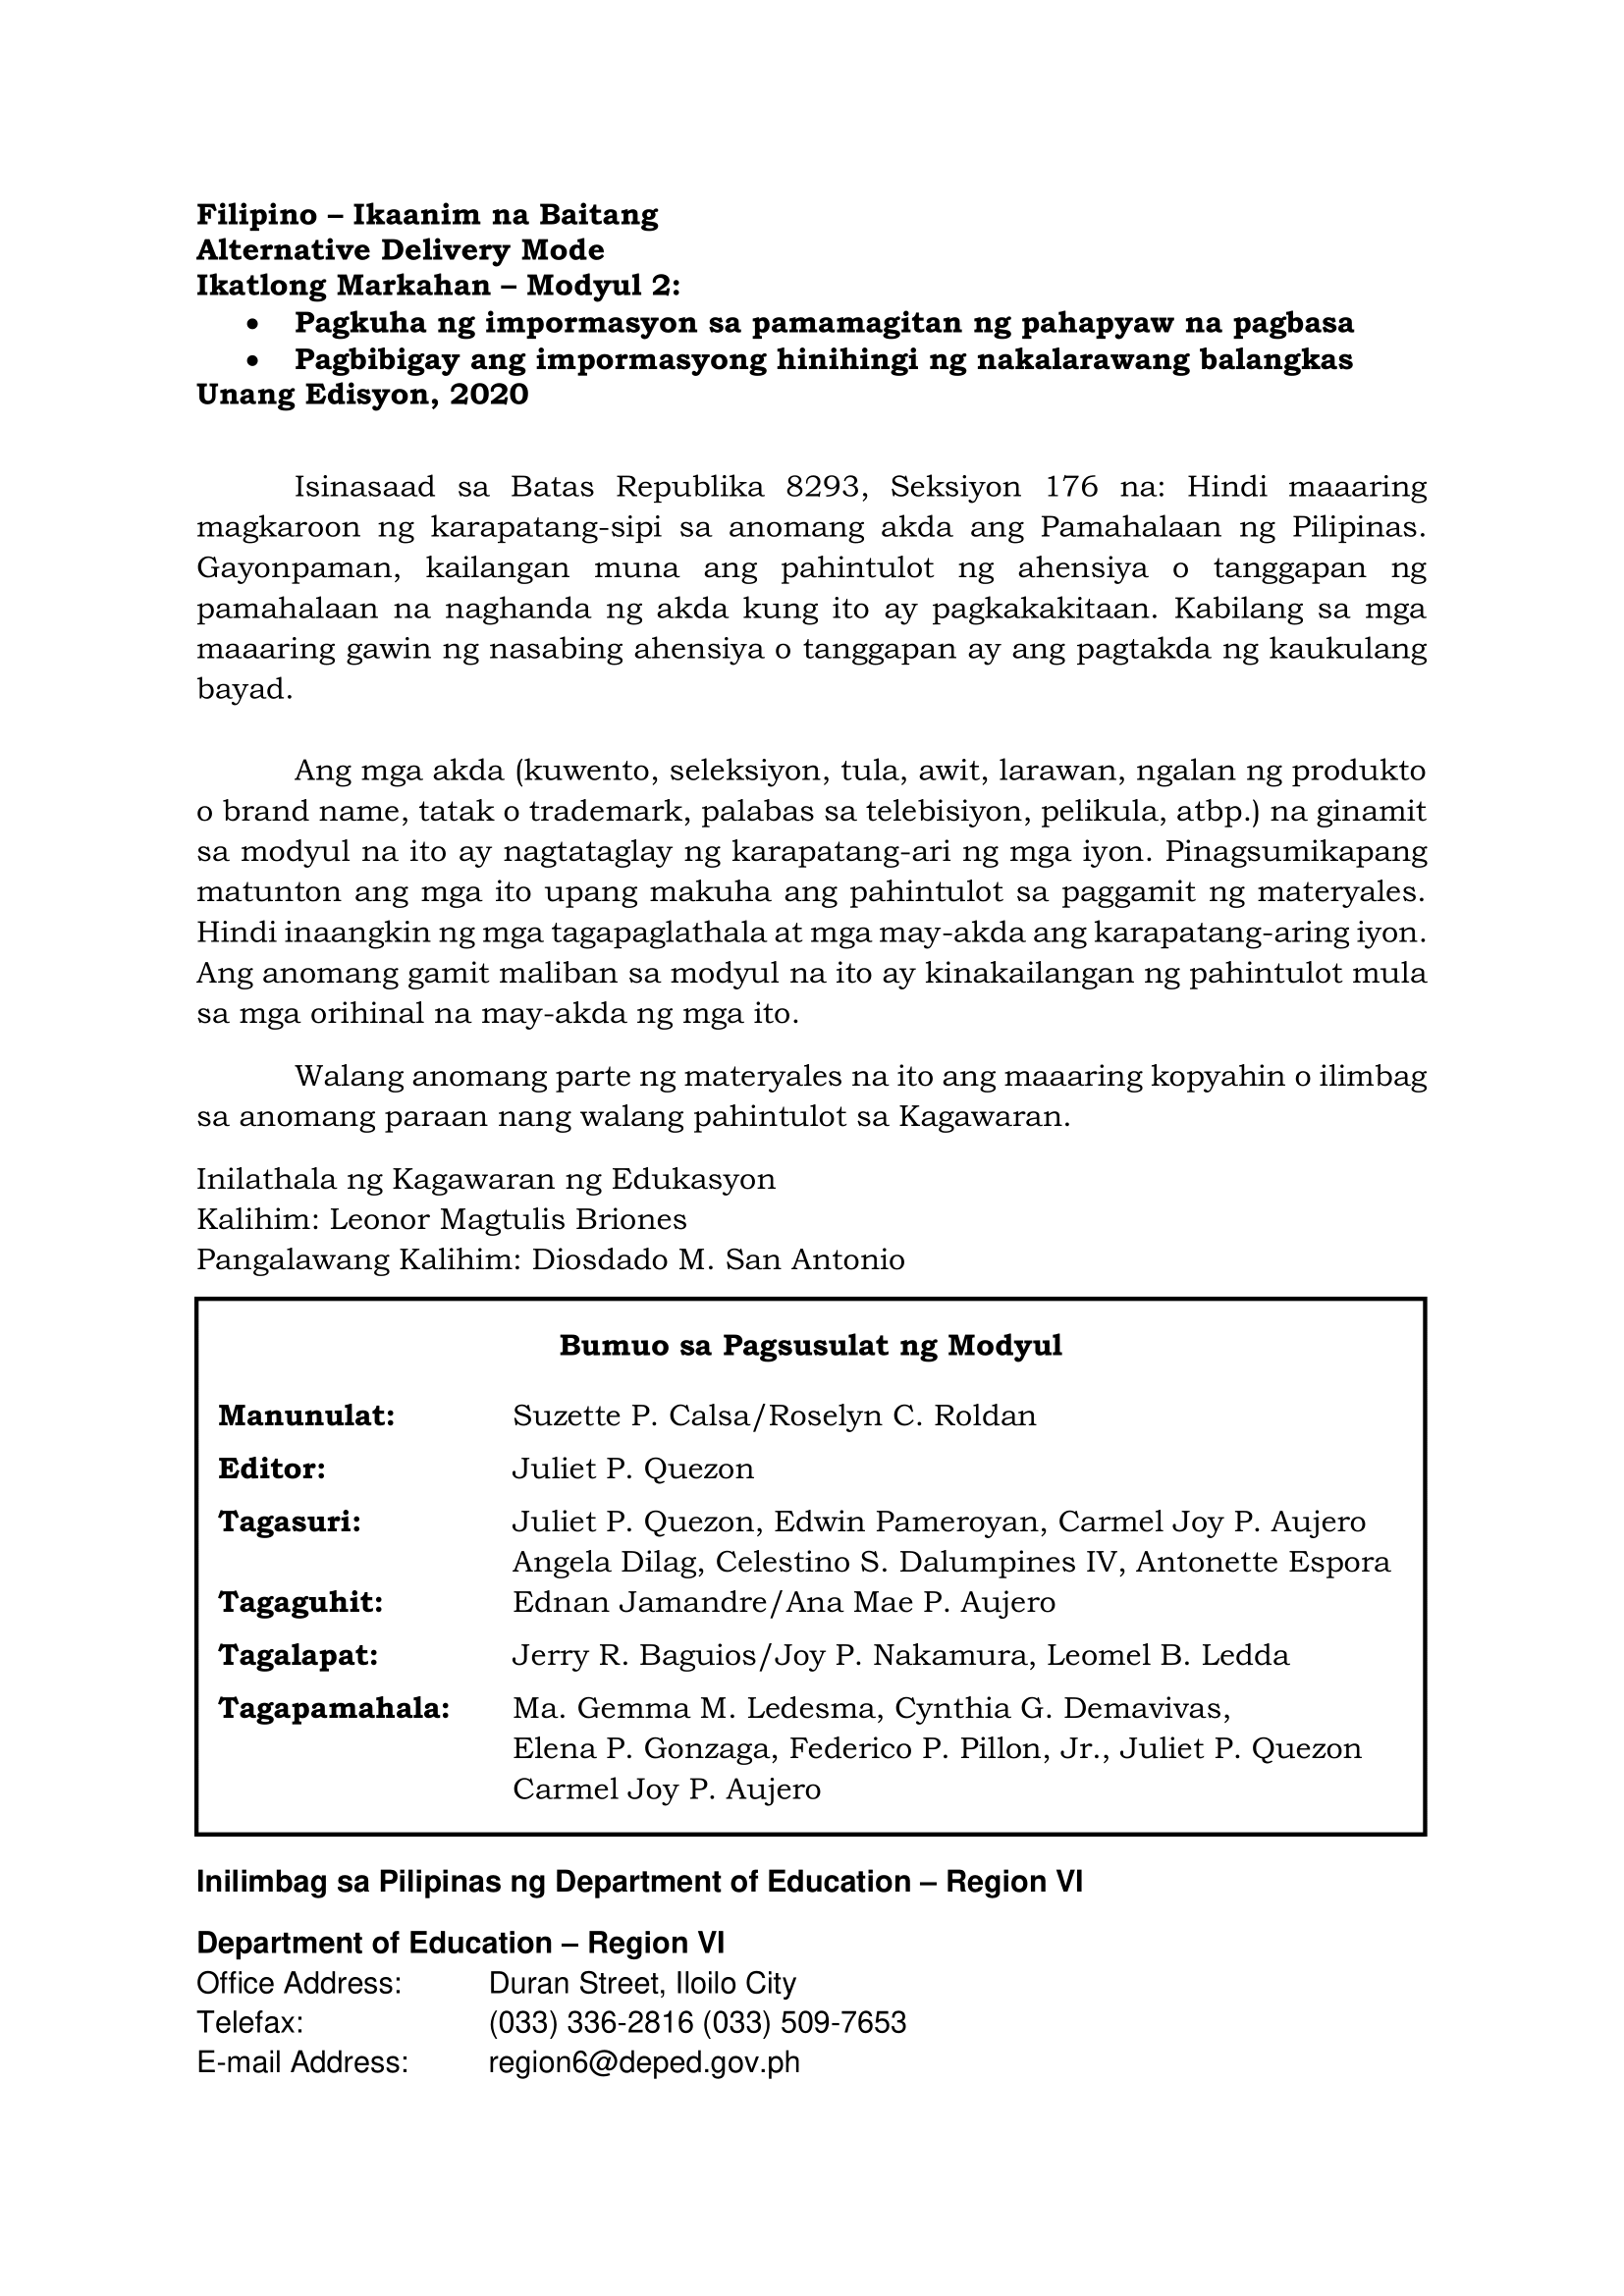 Filipino – Ikaanim na Baitang
Alternative Delivery Mode
Ikatlong Markahan – Modyul 2:
• Pagkuha ng impormasyon sa pamamagitan ng pahapyaw na pagbasa
• Pagbibigay ang impormasyong hinihingi ng nakalarawang balangkas
Unang Edisyon, 2020
Isinasaad sa Batas Republika 8293, Seksiyon 176 na: Hindi maaaring
magkaroon ng karapatang-sipi sa anomang akda ang Pamahalaan ng Pilipinas.
Gayonpaman, kailangan muna ang pahintulot ng ahensiya o tanggapan ng
pamahalaan na naghanda ng akda kung ito ay pagkakakitaan. Kabilang sa mga
maaaring gawin ng nasabing ahensiya o tanggapan ay ang pagtakda ng kaukulang
bayad.
Ang mga akda (kuwento, seleksiyon, tula, awit, larawan, ngalan ng produkto
o brand name, tatak o trademark, palabas sa telebisiyon, pelikula, atbp.) na ginamit
sa modyul na ito ay nagtataglay ng karapatang-ari ng mga iyon. Pinagsumikapang
matunton ang mga ito upang makuha ang pahintulot sa paggamit ng materyales.
Hindi inaangkin ng mga tagapaglathala at mga may-akda ang karapatang-aring iyon.
Ang anomang gamit maliban sa modyul na ito ay kinakailangan ng pahintulot mula
sa mga orihinal na may-akda ng mga ito.
Walang anomang parte ng materyales na ito ang maaaring kopyahin o ilimbag
sa anomang paraan nang walang pahintulot sa Kagawaran.
Inilathala ng Kagawaran ng Edukasyon
Kalihim: Leonor Magtulis Briones
Pangalawang Kalihim: Diosdado M. San Antonio
Bumuo sa Pagsusulat ng Modyul
Manunulat: Suzette P. Calsa/Roselyn C. Roldan
Editor: Juliet P. Quezon
Tagasuri: Juliet P. Quezon, Edwin Pameroyan, Carmel Joy P. Aujero
Angela Dilag, Celestino S. Dalumpines IV, Antonette Espora
Tagaguhit: Ednan Jamandre/Ana Mae P. Aujero
Tagalapat: Jerry R. Baguios/Joy P. Nakamura, Leomel B. Ledda
Tagapamahala: Ma. Gemma M. Ledesma, Cynthia G. Demavivas,
Elena P. Gonzaga, Federico P. Pillon, Jr., Juliet P. Quezon
Carmel Joy P. Aujero
Inilimbag sa Pilipinas ng Department of Education – Region VI
Department of Education – Region VI
Office Address: Duran Street, Iloilo City
Telefax: (033) 336-2816 (033) 509-7653
E-mail Address: region6@deped.gov.ph